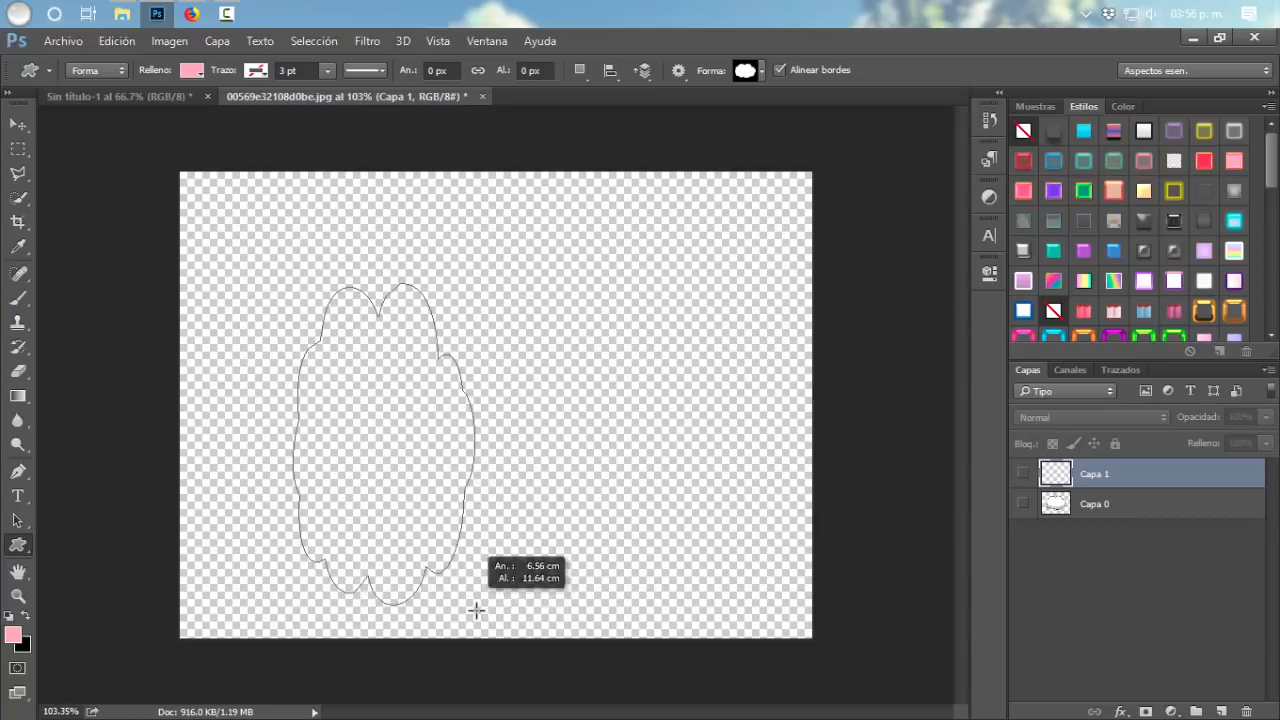 03:56 p. m.
Ps Archivo Edición Imagen Capa Texto Selección Filtro 3D Vista Ventana Ayuda
Forma Relleno: Trazo: 3 pt An.: 0 px Al.: 0 px Forma: Alinear bordes Aspectos esen.
Sin título-1 al 66.7% (RGB/8) * × 00569e32108d0be.jpg al 103% (Capa 1, RGB/8#) * ×
Muestras Estilos Color
Capas Canales Trazados
Tipo
Normal Opacidad: 100%
Bloq.: Relleno: 100%
Capa 1
Capa 0
An. : 6.56 cm
Al. : 11.64 cm
103.35% Doc: 916.0 KB/1.19 MB